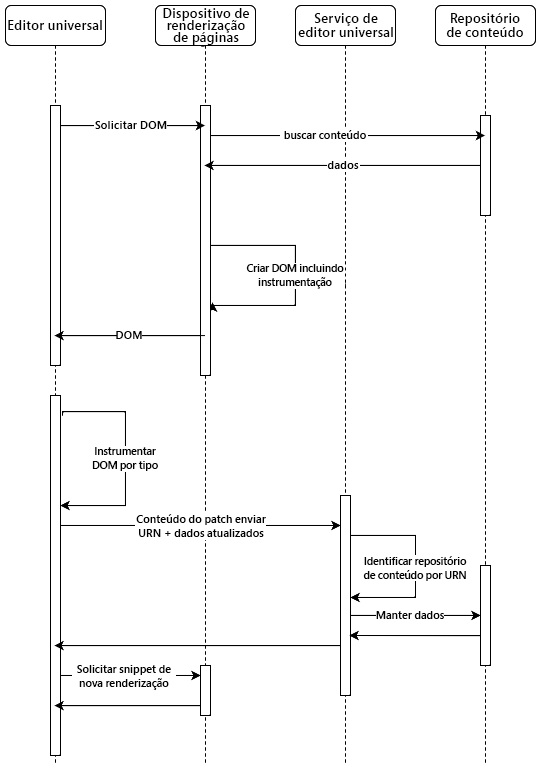 Editor universal
Dispositivo de
renderização
de páginas
Serviço de
editor universal
Repositório
de conteúdo
Solicitar DOM
buscar conteúdo
dados
Criar DOM incluindo
instrumentação
DOM
Instrumentar
DOM por tipo
Conteúdo do patch enviar
URN + dados atualizados
Identificar repositório
de conteúdo por URN
Manter dados
Solicitar snippet de
nova renderização